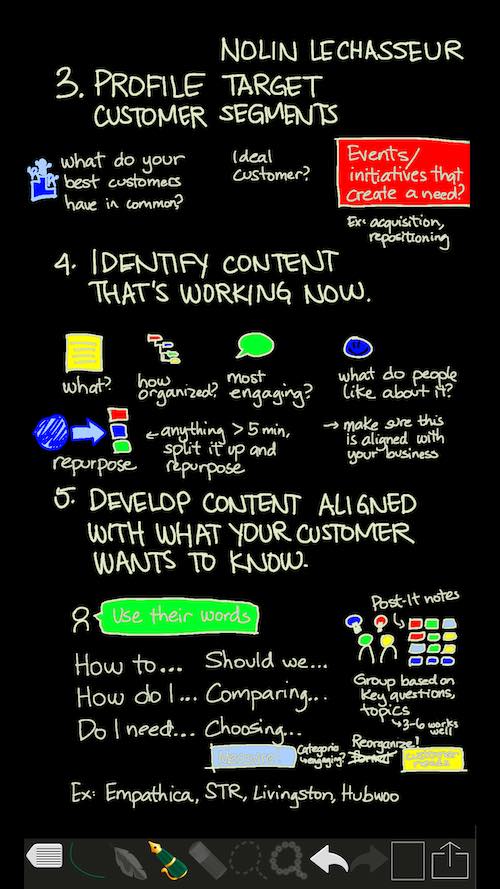 NOLIN LECHASSEUR
3. PROFILE TARGET
CUSTOMER SEGMENTS
what do your
best customers
have in common?
Ideal
customer?
Events/
initiatives that
create a need?
Ex: acquisition,
repositioning
4. IDENTIFY CONTENT
THAT'S WORKING NOW.
what?
how
organized?
most
engaging?
what do people
like about it?
repurpose
←anything >5 min,
split it up and
repurpose
→ make sure this
is aligned with
your business
5. DEVELOP CONTENT ALIGNED
WITH WHAT YOUR CUSTOMER
WANTS TO KNOW.
Use their words
How to...
How do I...
Do I need...
Should we...
Comparing...
Choosing...
Post-It notes
Group based on
key questions,
topics
↳3-6 works
well
Measure
engaging?
Reorganize!
Format
Ex: Empathica, STR, Livingston, Hubwoo